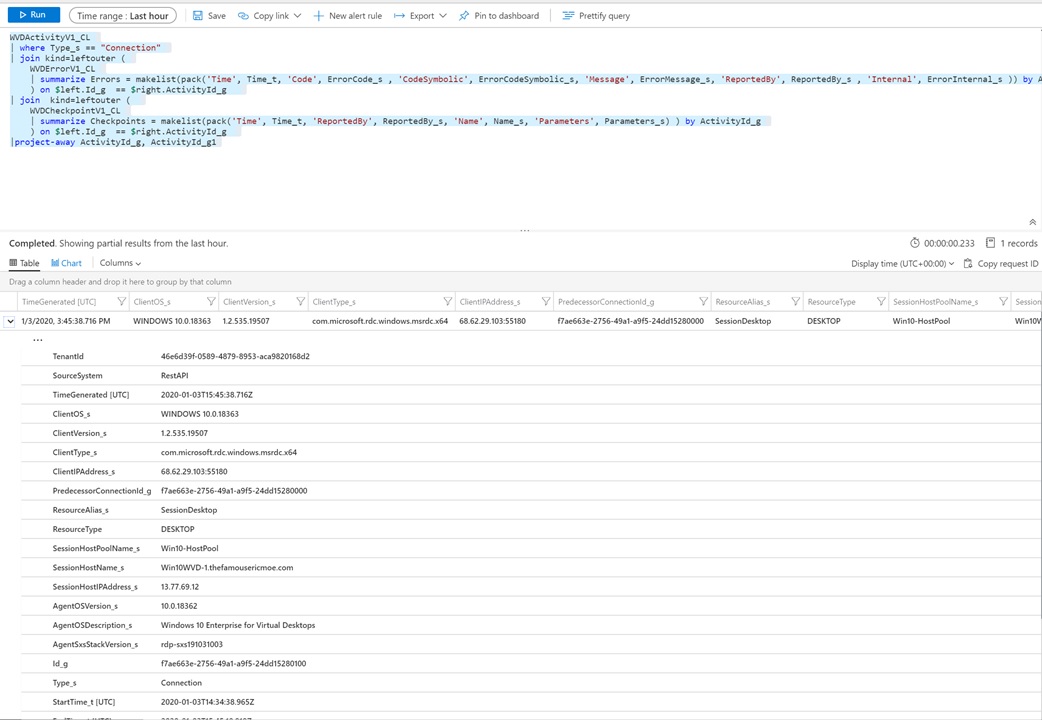 Run Time range : Last hour Save Copy link New alert rule Export Pin to dashboard Prettify query
WVDActivityV1_CL
| where Type_s == "Connection"
| join kind=leftouter (
WVDErrorV1_CL
| summarize Errors = makelist(pack('Time', Time_t, 'Code', ErrorCode_s , 'CodeSymbolic', ErrorCodeSymbolic_s, 'Message', ErrorMessage_s, 'ReportedBy', ReportedBy_s , 'Internal', ErrorInternal_s )) by A
) on $left.Id_g == $right.ActivityId_g
| join kind=leftouter (
WVDCheckpointV1_CL
| summarize Checkpoints = makelist(pack('Time', Time_t, 'ReportedBy', ReportedBy_s, 'Name', Name_s, 'Parameters', Parameters_s) ) by ActivityId_g
) on $left.Id_g == $right.ActivityId_g
|project-away ActivityId_g, ActivityId_g1
...
Completed. Showing partial results from the last hour. 00:00:00.233 1 records
Table Chart Columns Display time (UTC+00:00) Copy request ID
Drag a column header and drop it here to group by that column
TimeGenerated [UTC] ClientOS_s ClientVersion_s ClientType_s ClientIPAddress_s PredecessorConnectionId_g ResourceAlias_s ResourceType SessionHostPoolName_s Session
1/3/2020, 3:45:38.716 PM WINDOWS 10.0.18363 1.2.535.19507 com.microsoft.rdc.windows.msrdc.x64 68.62.29.103:55180 f7ae663e-2756-49a1-a9f5-24dd15280000 SessionDesktop DESKTOP Win10-HostPool Win10W
...
TenantId 46e6d39f-0589-4879-8953-aca9820168d2
SourceSystem RestAPI
TimeGenerated [UTC] 2020-01-03T15:45:38.716Z
ClientOS_s WINDOWS 10.0.18363
ClientVersion_s 1.2.535.19507
ClientType_s com.microsoft.rdc.windows.msrdc.x64
ClientIPAddress_s 68.62.29.103:55180
PredecessorConnectionId_g f7ae663e-2756-49a1-a9f5-24dd15280000
ResourceAlias_s SessionDesktop
ResourceType DESKTOP
SessionHostPoolName_s Win10-HostPool
SessionHostName_s Win10WVD-1.thefamousericmoe.com
SessionHostIPAddress_s 13.77.69.12
AgentOSVersion_s 10.0.18362
AgentOSDescription_s Windows 10 Enterprise for Virtual Desktops
AgentSxsStackVersion_s rdp-sxs191031003
Id_g f7ae663e-2756-49a1-a9f5-24dd15280100
Type_s Connection
StartTime_t [UTC] 2020-01-03T14:34:38.965Z